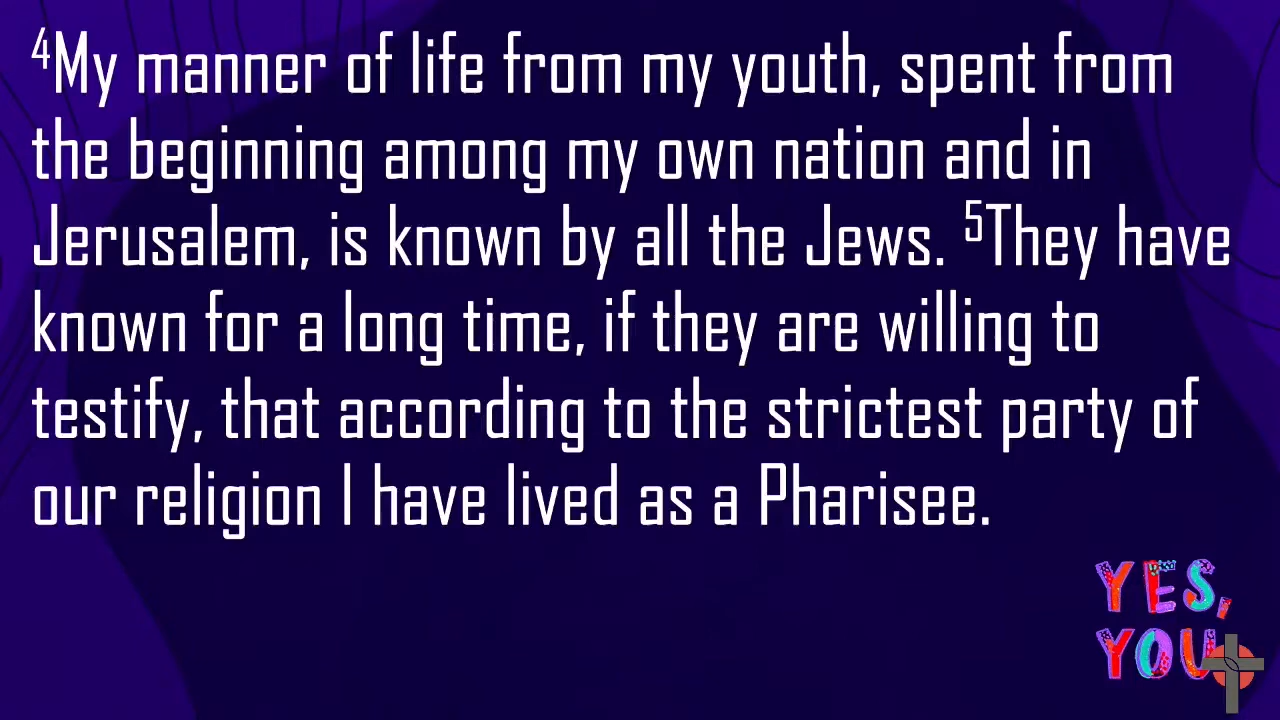 ⁴My manner of life from my youth, spent from
the beginning among my own nation and in
Jerusalem, is known by all the Jews. ⁵They have
known for a long time, if they are willing to
testify, that according to the strictest party of
our religion I have lived as a Pharisee.
YES,
YOU